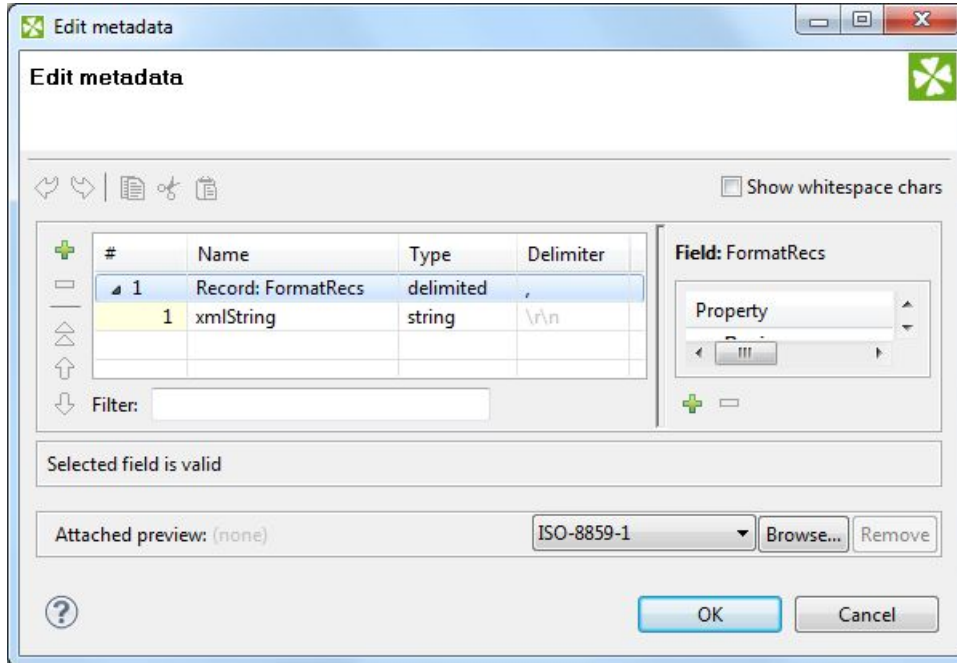 Edit metadata
Edit metadata
Show whitespace chars
# Name Type Delimiter
1 Record: FormatRecs delimited ,
1 xmlString string \r\n
Filter:
Field: FormatRecs
Property
Selected field is valid
Attached preview: (none) ISO-8859-1 Browse... Remove
? OK Cancel